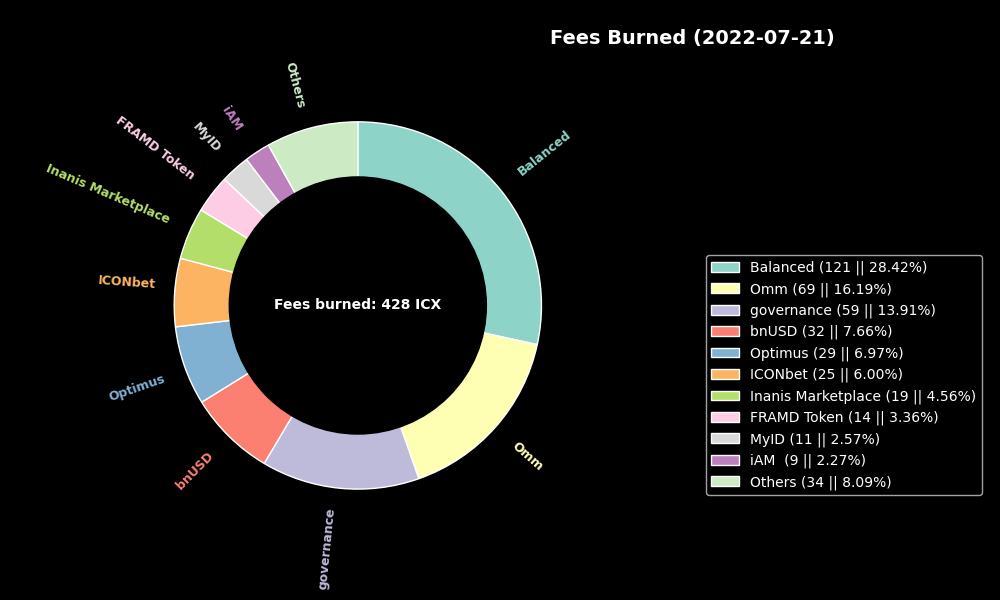 Fees Burned (2022-07-21)
Others
iAM
MyID
FRAMD Token
Balanced
Inanis Marketplace
ICONbet
Fees burned: 428 ICX
Optimus
bnUSD
Omm
governance
Balanced (121 || 28.42%)
Omm (69 || 16.19%)
governance (59 || 13.91%)
bnUSD (32 || 7.66%)
Optimus (29 || 6.97%)
ICONbet (25 || 6.00%)
Inanis Marketplace (19 || 4.56%)
FRAMD Token (14 || 3.36%)
MyID (11 || 2.57%)
iAM  (9 || 2.27%)
Others (34 || 8.09%)